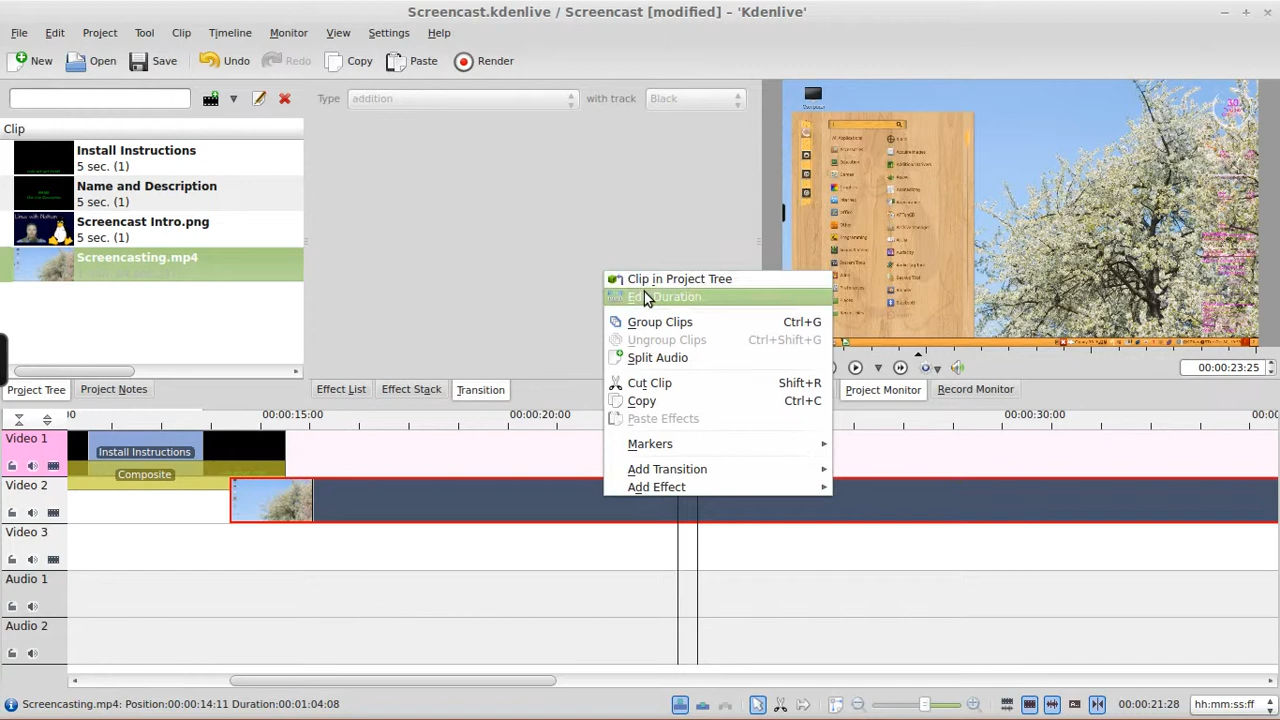 Screencast.kdenlive / Screencast [modified] – 'Kdenlive'
File Edit Project Tool Clip Timeline Monitor View Settings Help
New Open Save Undo Redo Copy Paste Render
Type addition with track Black
Clip
Install Instructions
5 sec. (1)
Name and Description
5 sec. (1)
Screencast Intro.png
5 sec. (1)
Screencasting.mp4
Clip in Project Tree
Duration
Group Clips Ctrl+G
Ungroup Clips Ctrl+Shift+G
Split Audio
Cut Clip Shift+R
Copy Ctrl+C
Paste Effects
Markers
Add Transition
Add Effect
00:00:23:25
Project Tree Project Notes Effect List Effect Stack Transition Project Monitor Record Monitor
00:00:15:00 00:00:20:00 00:00:30:00
Video 1
Install Instructions
Composite
Video 2
Video 3
Audio 1
Audio 2
Screencasting.mp4: Position:00:00:14:11 Duration:00:01:04:08
00:00:21:28 hh:mm:ss:ff